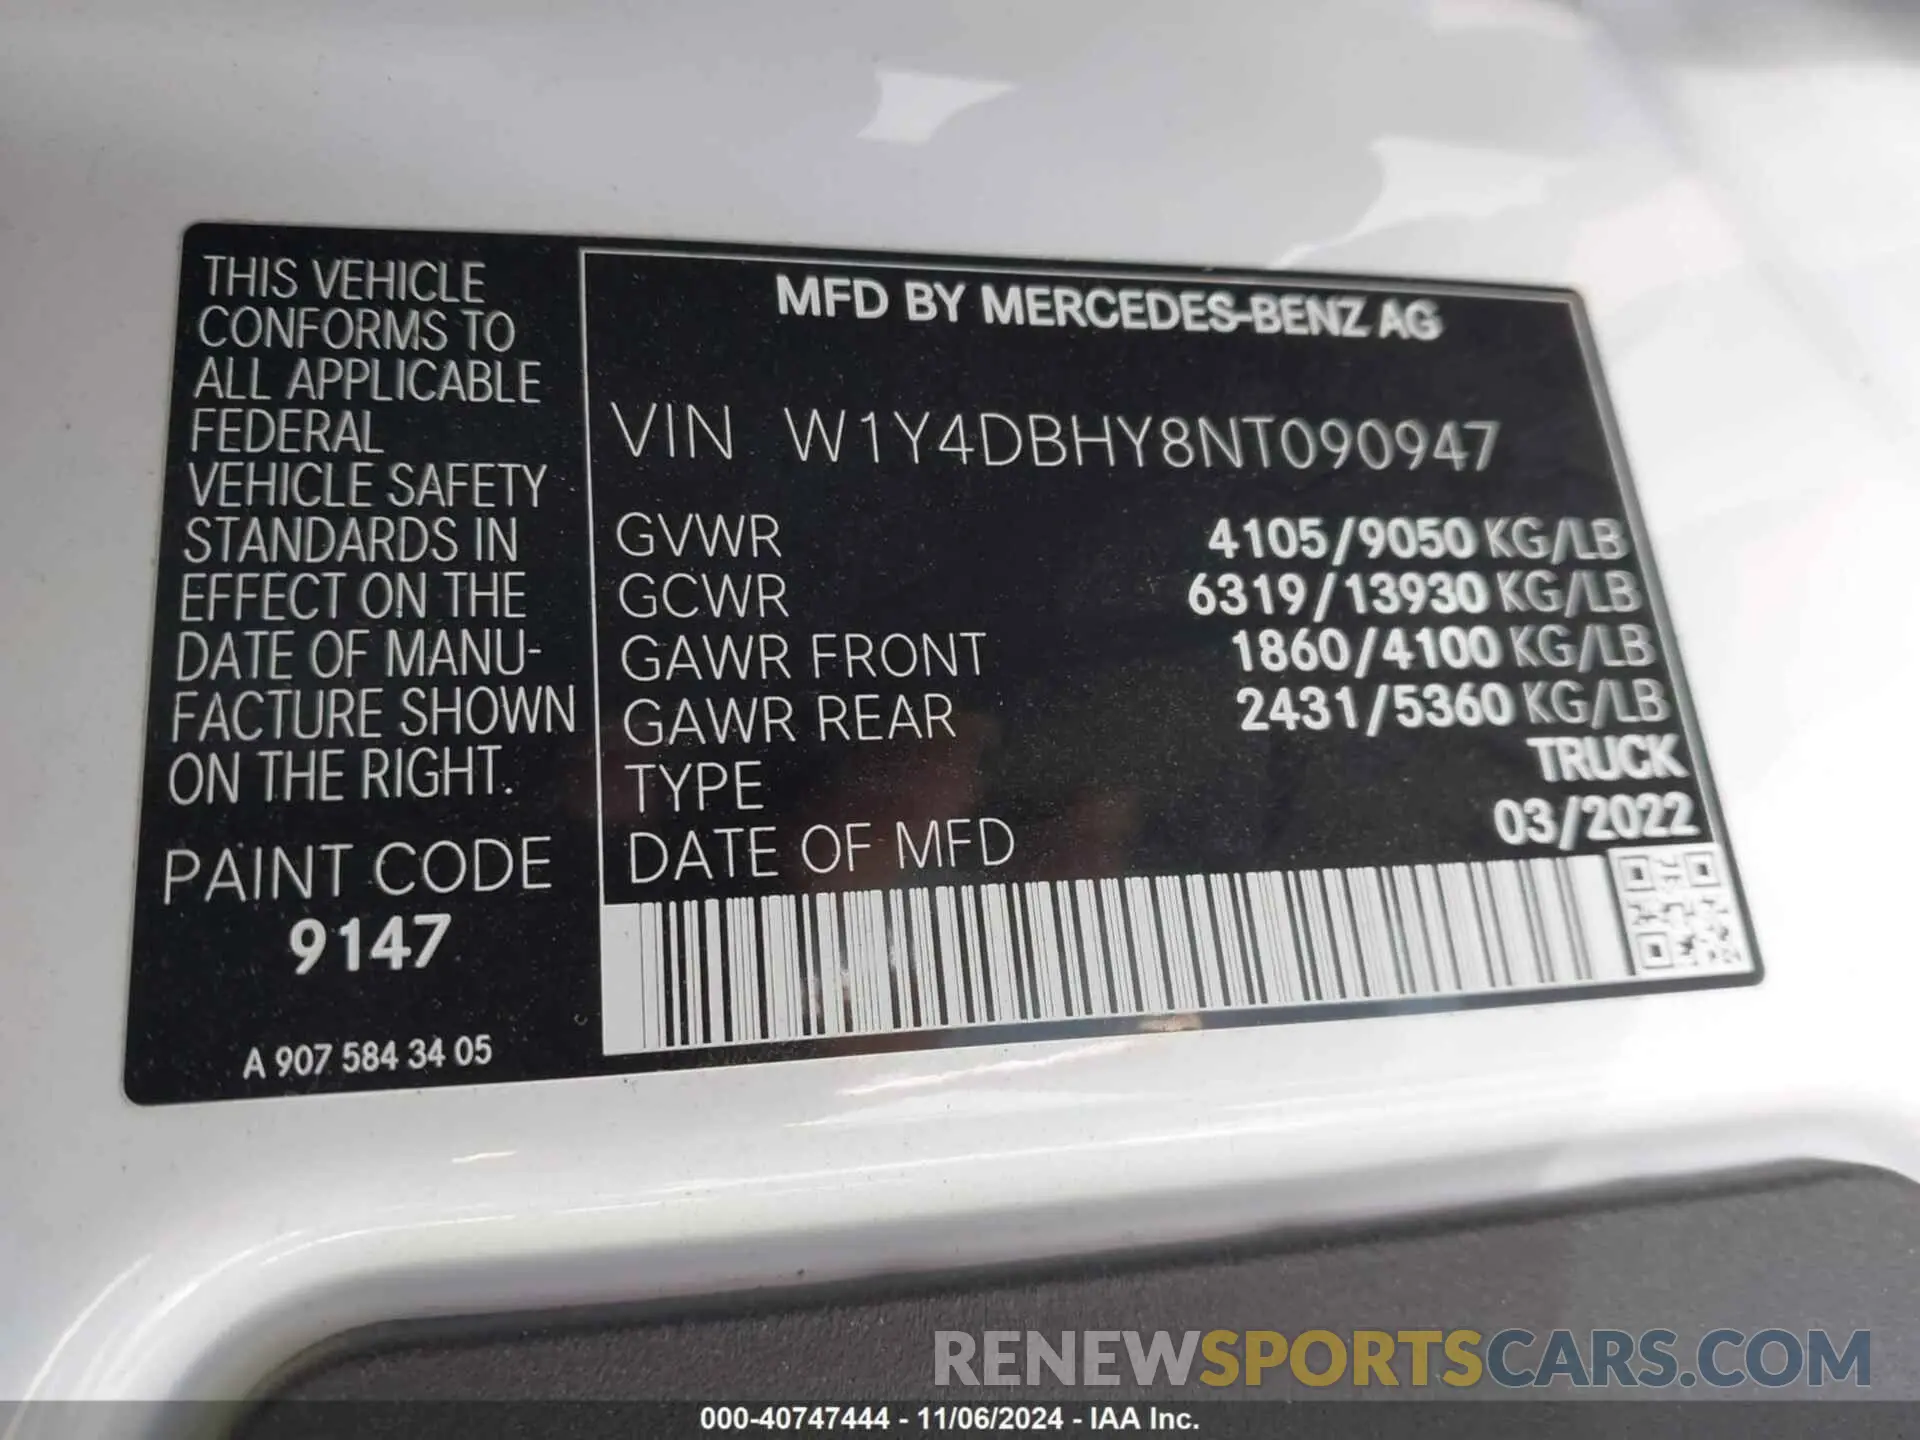 THIS VEHICLE
CONFORMS TO
ALL APPLICABLE
FEDERAL
VEHICLE SAFETY
STANDARDS IN
EFFECT ON THE
DATE OF MANU-
FACTURE SHOWN
ON THE RIGHT.
PAINT CODE
9147
A 907 584 34 05
MFD BY MERCEDES-BENZ AG
VIN W1Y4DBHY8NT090947
GVWR 4105/9050 KG/LB
GCWR 6319/13930 KG/LB
GAWR FRONT 1860/4100 KG/LB
GAWR REAR 2431/5360 KG/LB
TYPE TRUCK
DATE OF MFD 03/2022
RENEWSPORTSCARS.COM
000-40747444 - 11/06/2024 - IAA Inc.